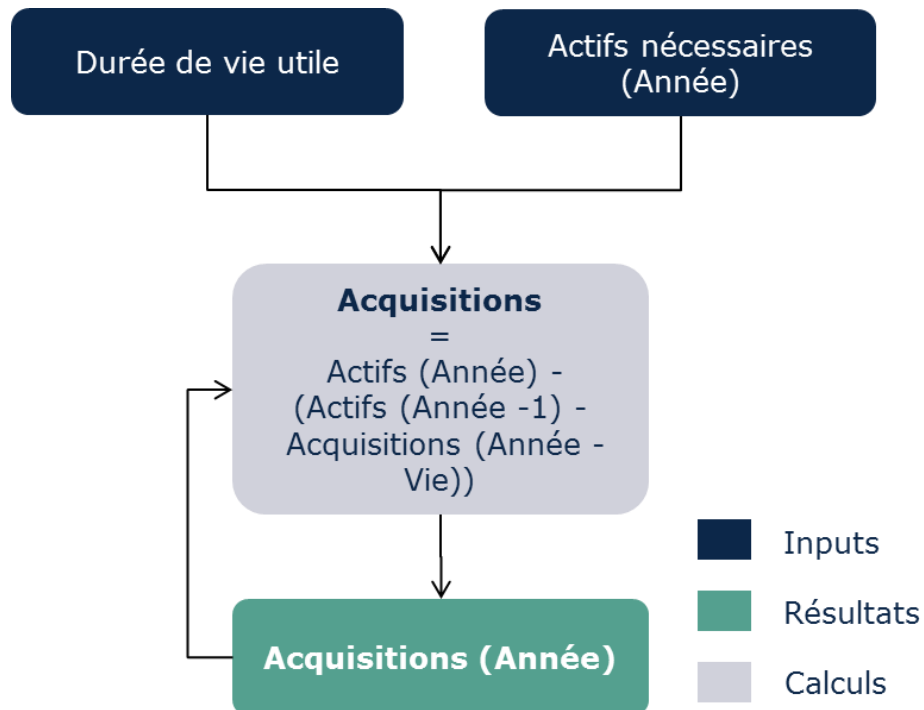 Durée de vie utile
Actifs nécessaires
(Année)
Acquisitions
=
Actifs (Année) -
(Actifs (Année -1) -
Acquisitions (Année -
Vie))
Acquisitions (Année)
Inputs
Résultats
Calculs